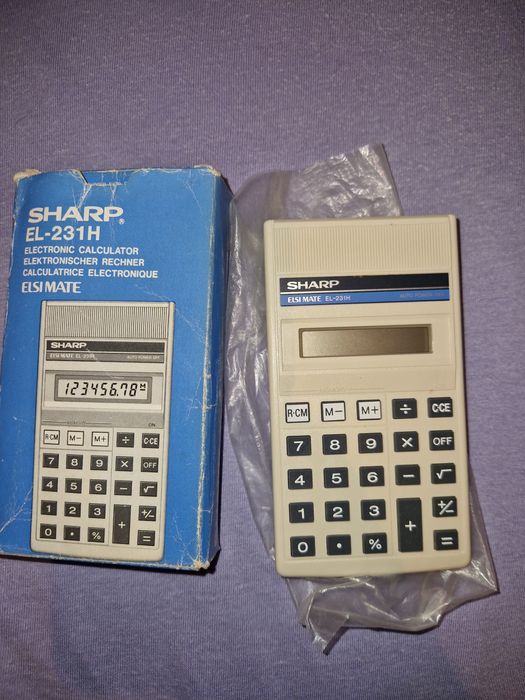 SHARP®
EL-231H
ELECTRONIC CALCULATOR
ELEKTRONISCHER RECHNER
CALCULATRICE ELECTRONIQUE
ELSI MATE
SHARP
ELSI MATE EL-231H AUTO POWER OFF
123456.78 M
ON
R·CM M− M+ ÷ C·CE
7 8 9 × OFF
4 5 6 − √
1 2 3 + +/−
0 · % =
SHARP
ELSI MATE EL-231H AUTO POWER
R·CM M− M+ ÷ C·CE
7 8 9 × OFF
4 5 6 − √
1 2 3 + +/−
0 · % =